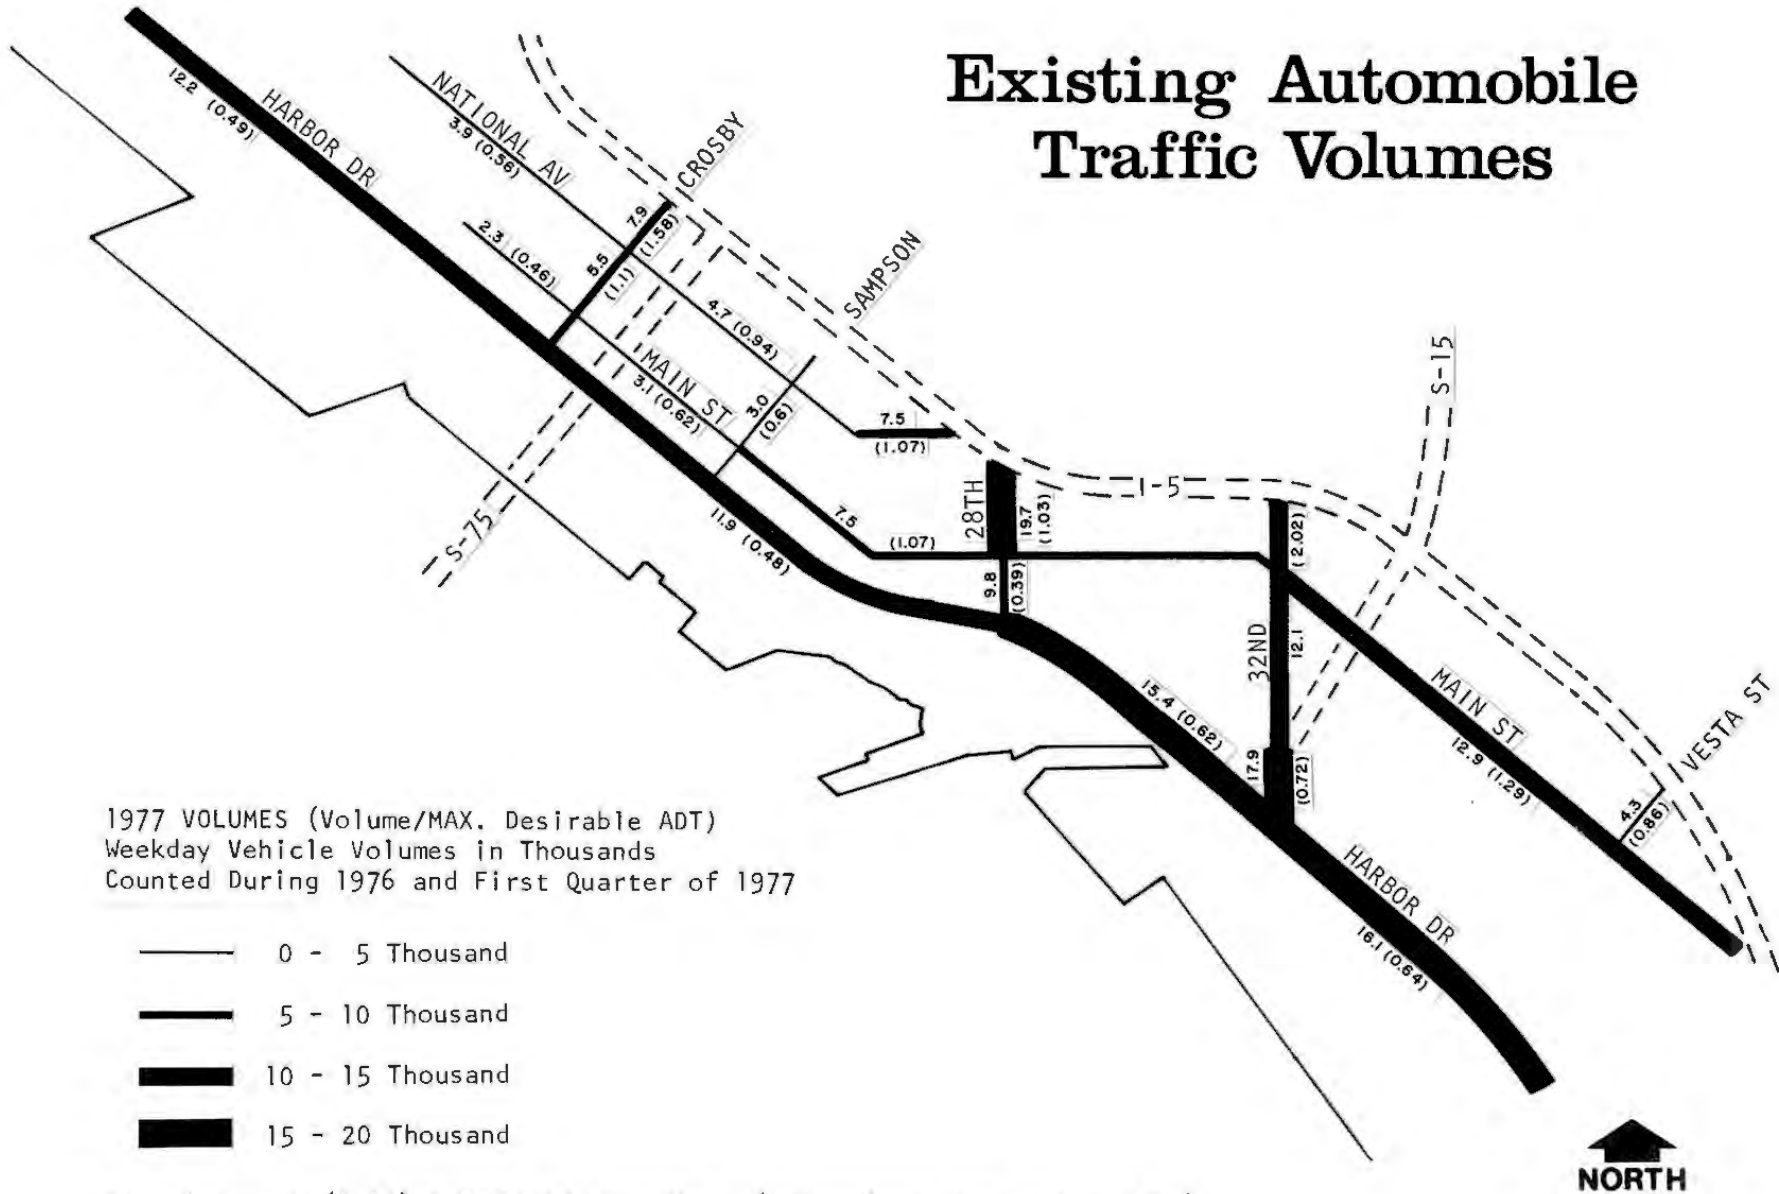 Existing Automobile
Traffic Volumes
12.2 (0.49)
HARBOR DR
NATIONAL AV
3.9 (0.56)
CROSBY
7.9
(1.58)
5.5
(1.1)
2.3 (0.46)
SAMPSON
4.7 (0.94)
MAIN ST
3.1 (0.62)
3.0
(0.6)
7.5
(1.07)
S-75
11.9 (0.48)
7.5
(1.07)
28TH
19.7
(1.03)
9.8
(0.39)
I-5
S-15
(2.02)
32ND
12.1
17.9
(0.72)
15.4 (0.62)
MAIN ST
12.9 (1.29)
VESTA ST
4.3
(0.86)
HARBOR DR
16.1 (0.64)
1977 VOLUMES (Volume/MAX. Desirable ADT)
Weekday Vehicle Volumes in Thousands
Counted During 1976 and First Quarter of 1977
0 - 5 Thousand
5 - 10 Thousand
10 - 15 Thousand
15 - 20 Thousand
NORTH